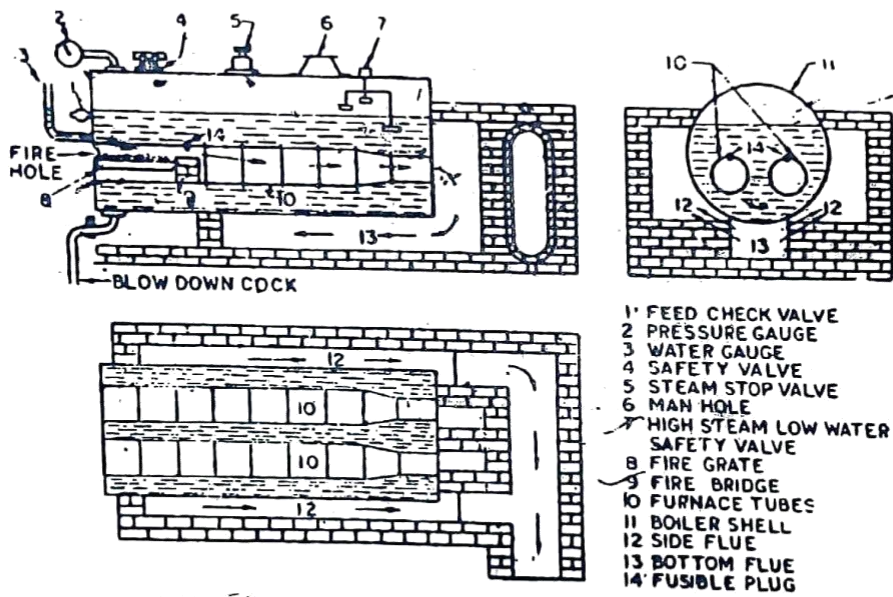 2
4
5
6
7
3
14
FIRE
HOLE
8
9
10
13
BLOW DOWN COCK
10
11
14
12
12
13
12
10
10
12
1 FEED CHECK VALVE
2 PRESSURE GAUGE
3 WATER GAUGE
4 SAFETY VALVE
5 STEAM STOP VALVE
6 MAN HOLE
7 HIGH STEAM LOW WATER
SAFETY VALVE
8 FIRE GRATE
9 FIRE BRIDGE
10 FURNACE TUBES
11 BOILER SHELL
12 SIDE FLUE
13 BOTTOM FLUE
14 FUSIBLE PLUG